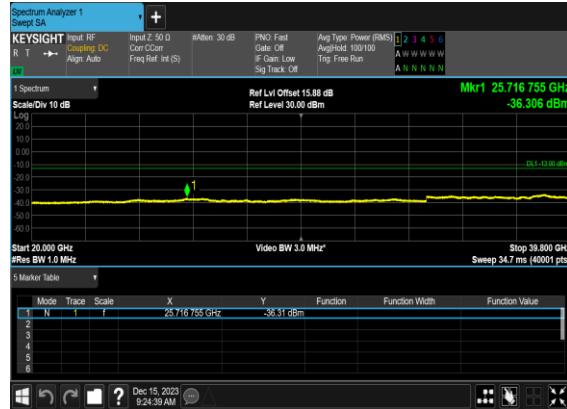 Spectrum Analyzer 1
Swept SA
+
KEYSIGHT Input: RF Input Z: 50 Ω #Atten: 30 dB PNO: Fast Avg Type: Power (RMS) 1 2 3 4 5 6
R T Coupling: DC Corr CCorr Gate: Off Avg|Hold: 100/100 A W W W W W
Align: Auto Freq Ref: Int (S) IF Gain: Low Trig: Free Run
Sig Track: Off A N N N N N
1 Spectrum Ref Lvl Offset 15.88 dB Mkr1 25.716 755 GHz
Scale/Div 10 dB Ref Level 30.00 dBm -36.306 dBm
Log
20.0
10.0
0.00
-10.0 DL1 -13.00 dBm
-20.0
-30.0 1
-40.0
-50.0
-60.0
Start 20.000 GHz Video BW 3.0 MHz* Stop 39.800 GHz
#Res BW 1.0 MHz Sweep 34.7 ms (40001 pts)
5 Marker Table
Mode Trace Scale X Y Function Function Width Function Value
1 N 1 f 25.716 755 GHz -36.31 dBm
2
3
4
5
6
? Dec 15, 2023
9:24:39 AM